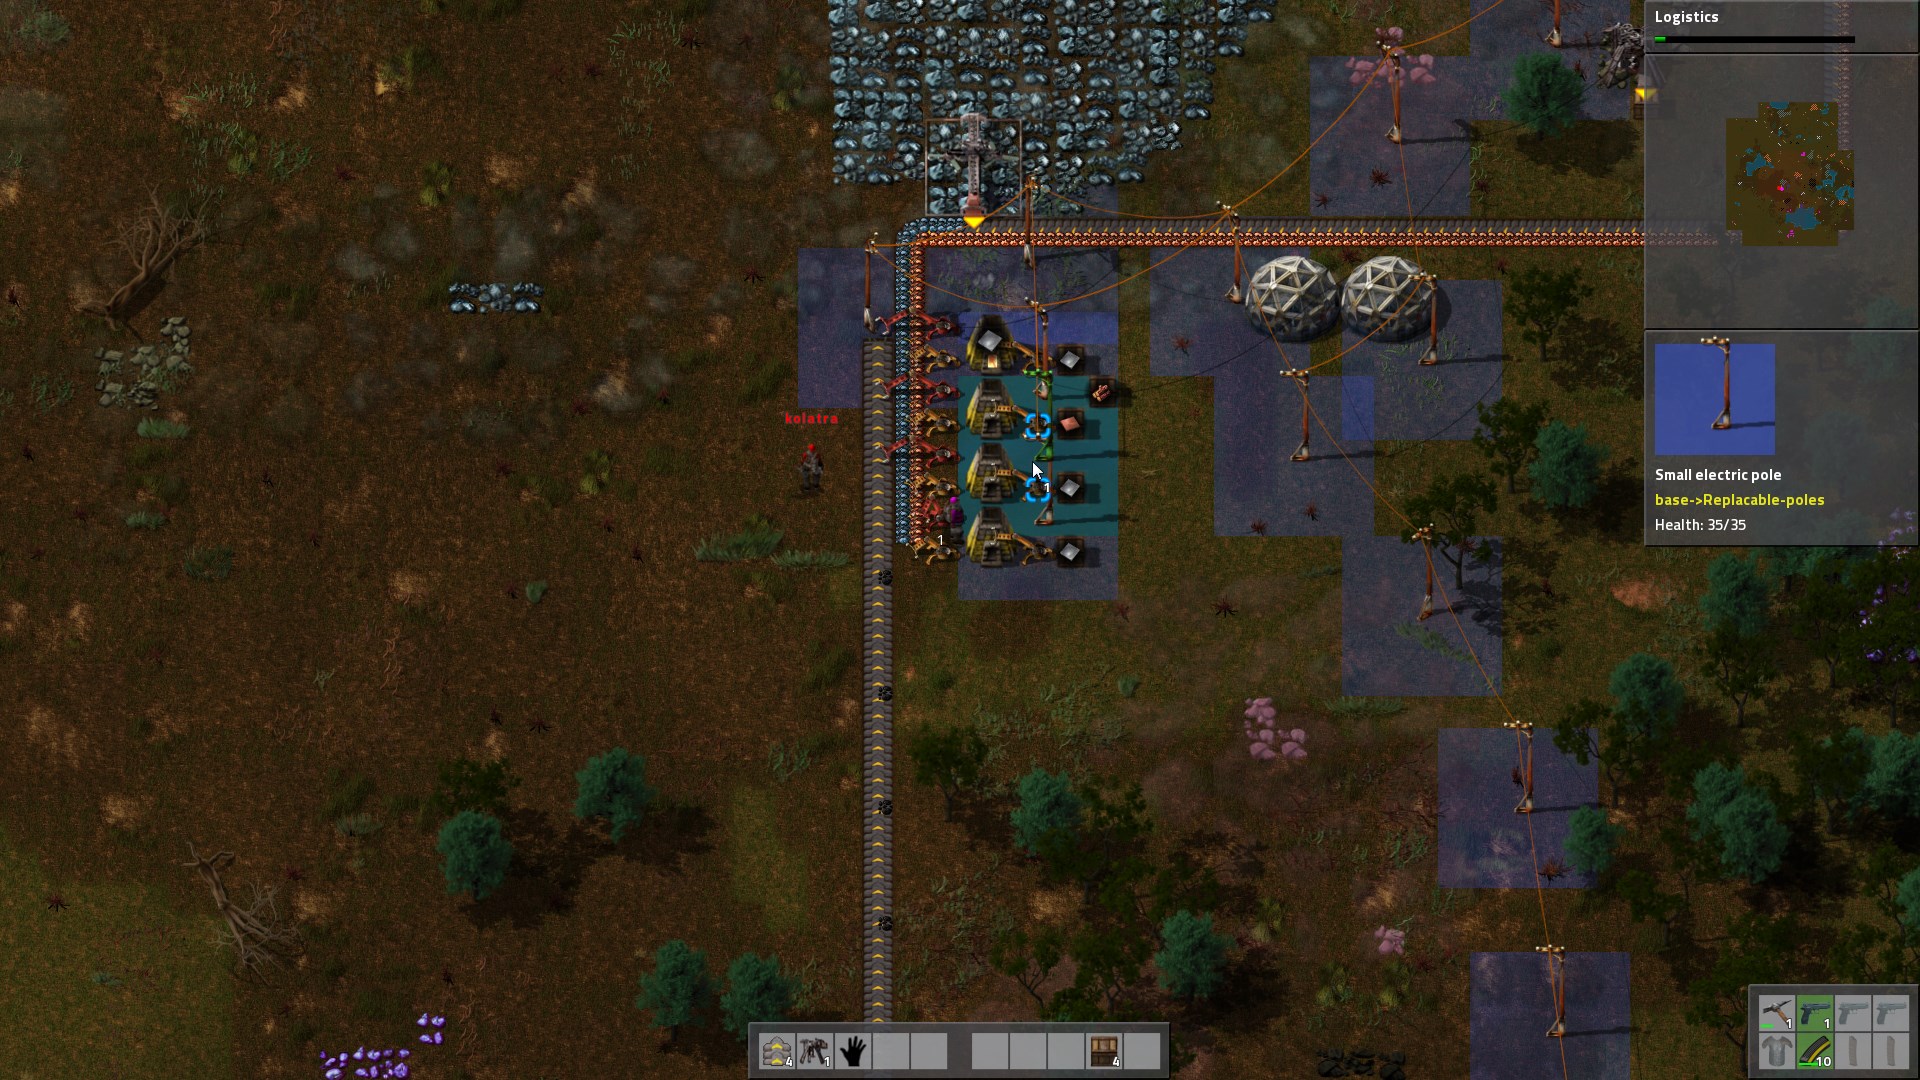 Logistics
kolatra
Small electric pole
base->Replacable-poles
Health: 35/35
1
1
4
1
4
1
1
10